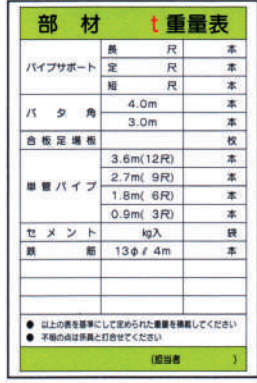 部材 t重量表
パイプサポート 長尺 本
定尺 本
短尺 本
バタ角 4.0m 本
3.0m 本
合板足場板 枚
単管パイプ 3.6m(12尺) 本
2.7m( 9尺) 本
1.8m( 6尺) 本
0.9m( 3尺) 本
セメント kg入 袋
鉄筋 13φℓ4m 本
● 以上の表を基準にして定められた重量を積載してください
● 不明の点は係員と打合せてください
(担当者 )